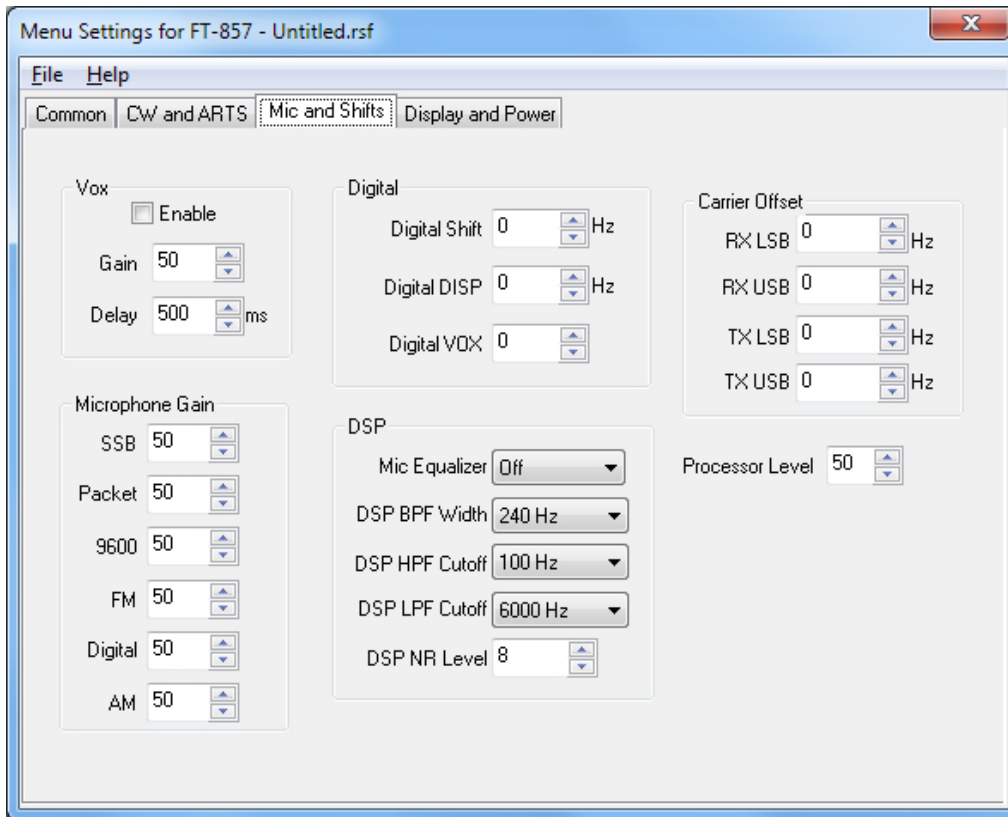 Menu Settings for FT-857 - Untitled.rsf
File Help
Common CW and ARTS Mic and Shifts Display and Power
Vox
Enable
Gain 50
Delay 500 ms
Microphone Gain
SSB 50
Packet 50
9600 50
FM 50
Digital 50
AM 50
Digital
Digital Shift 0 Hz
Digital DISP 0 Hz
Digital VOX 0
DSP
Mic Equalizer Off
DSP BPF Width 240 Hz
DSP HPF Cutoff 100 Hz
DSP LPF Cutoff 6000 Hz
DSP NR Level 8
Carrier Offset
RX LSB 0 Hz
RX USB 0 Hz
TX LSB 0 Hz
TX USB 0 Hz
Processor Level 50